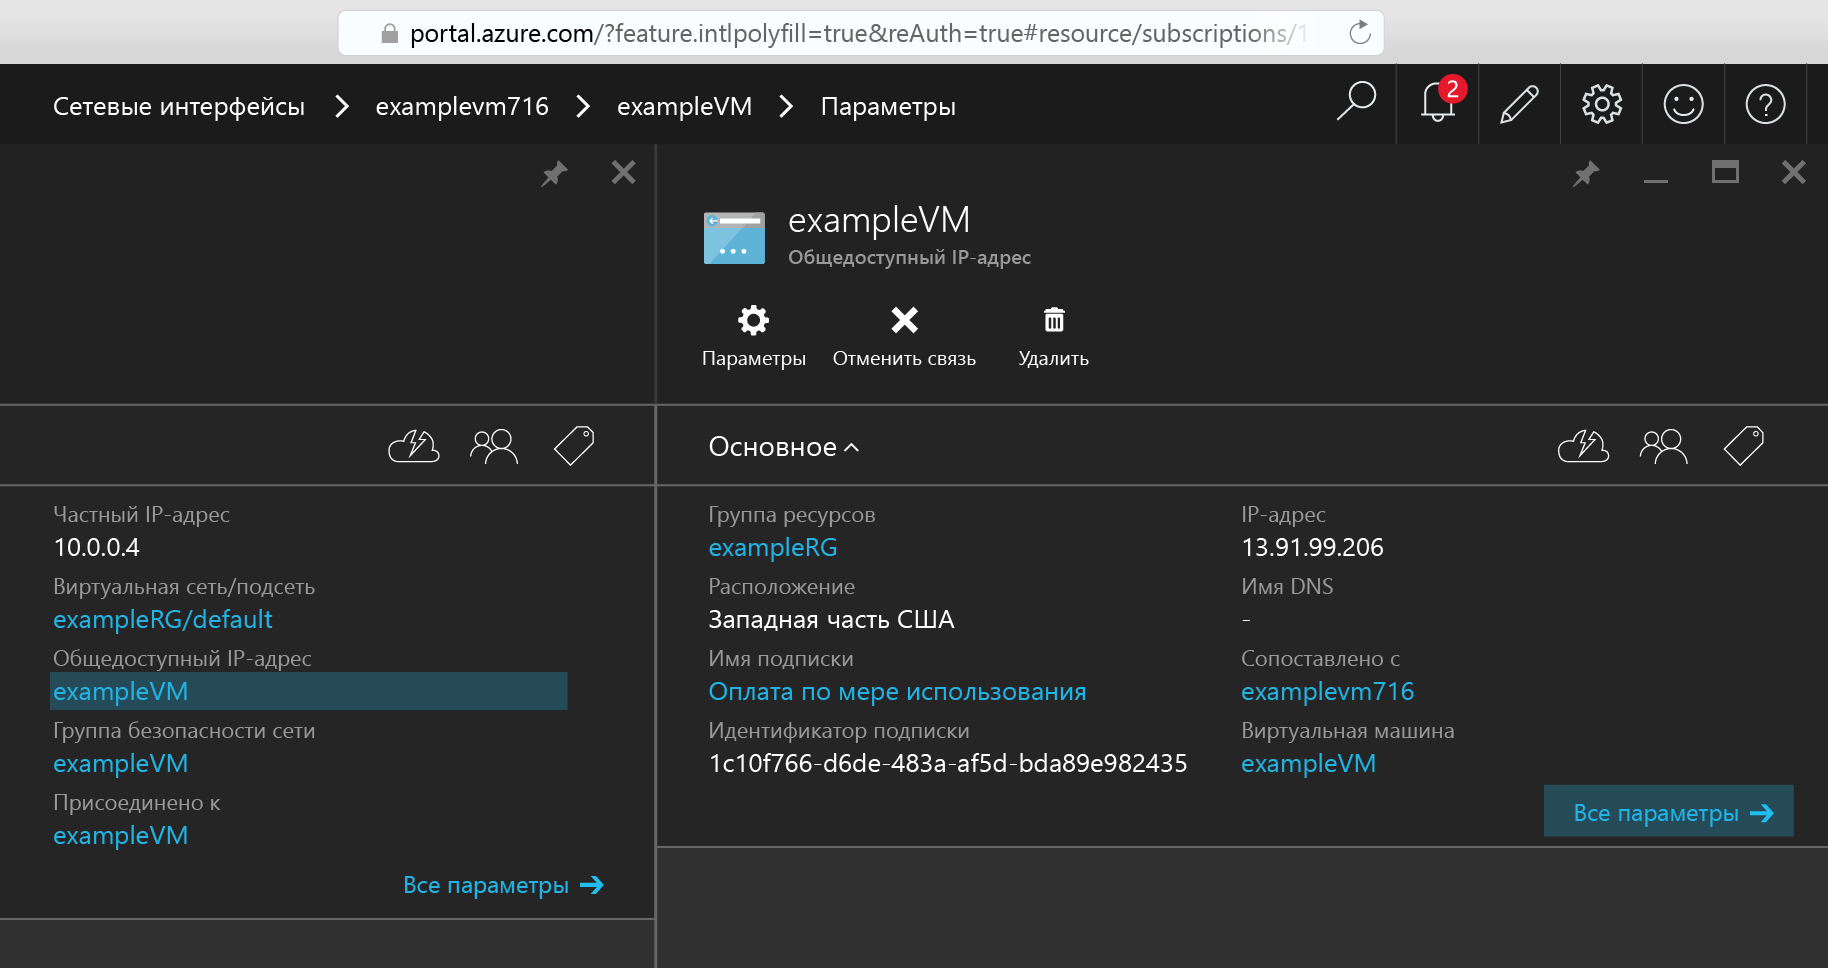 portal.azure.com/?feature.intlpolyfill=true&reAuth=true#resource/subscriptions/1
Сетевые интерфейсы
examplevm716
exampleVM
Параметры
2
?
exampleVM
Общедоступный IP-адрес
Параметры
Отменить связь
Удалить
Частный IP-адрес
10.0.0.4
Виртуальная сеть/подсеть
exampleRG/default
Общедоступный IP-адрес
exampleVM
Группа безопасности сети
exampleVM
Присоединено к
exampleVM
Все параметры
Основное
Группа ресурсов
exampleRG
Расположение
Западная часть США
Имя подписки
Оплата по мере использования
Идентификатор подписки
1c10f766-d6de-483a-af5d-bda89e982435
IP-адрес
13.91.99.206
Имя DNS
-
Сопоставлено с
examplevm716
Виртуальная машина
exampleVM
Все параметры